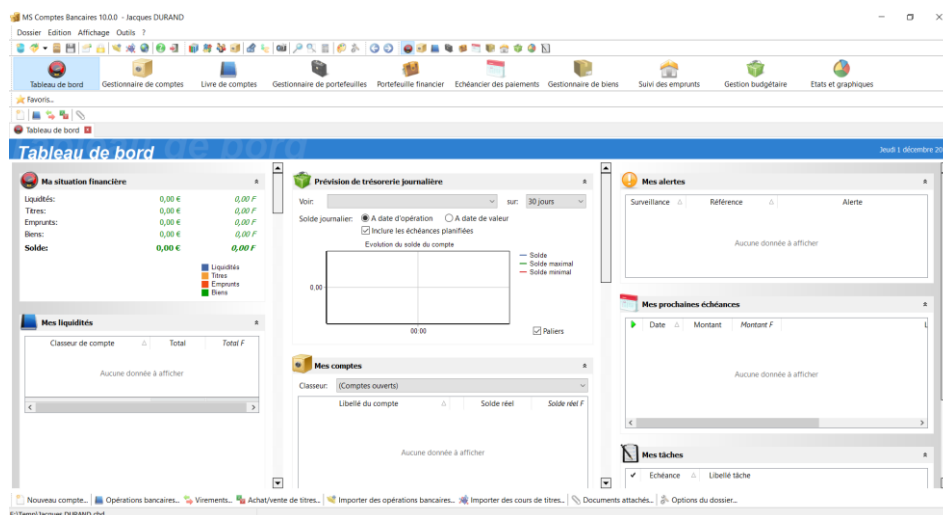 MS Comptes Bancaires 10.0.0 - Jacques DURAND
Dossier Edition Affichage Outils ?
Tableau de bord Gestionnaire de comptes Livre de comptes Gestionnaire de portefeuilles Portefeuille financier Echéancier des paiements Gestionnaire de biens Suivi des emprunts Gestion budgétaire Etats et graphiques
Favoris...
Tableau de bord
Tableau de bord
Jeudi 1 décembre 20
Ma situation financière
Liquidités: 0,00 € 0,00 F
Titres: 0,00 € 0,00 F
Emprunts: 0,00 € 0,00 F
Biens: 0,00 € 0,00 F
Solde: 0,00 € 0,00 F
Liquidités
Titres
Emprunts
Biens
Mes liquidités
Classeur de compte Total Total F
Aucune donnée à afficher
Prévision de trésorerie journalière
Voir: sur: 30 jours
Solde journalier: A date d'opération A date de valeur
Inclure les échéances planifiées
Evolution du solde du compte
Solde
Solde maximal
Solde minimal
0,00
00:00
Paliers
Mes comptes
Classeur: (Comptes ouverts)
Libellé du compte Solde réel Solde réel F
Aucune donnée à afficher
Mes alertes
Surveillance Référence Alerte
Aucune donnée à afficher
Mes prochaines échéances
Date Montant Montant F L
Aucune donnée à afficher
Mes tâches
Echéance Libellé tâche
Nouveau compte... Opérations bancaires... Virements... Achat/vente de titres... Importer des opérations bancaires... Importer des cours de titres... Documents attachés... Options du dossier...